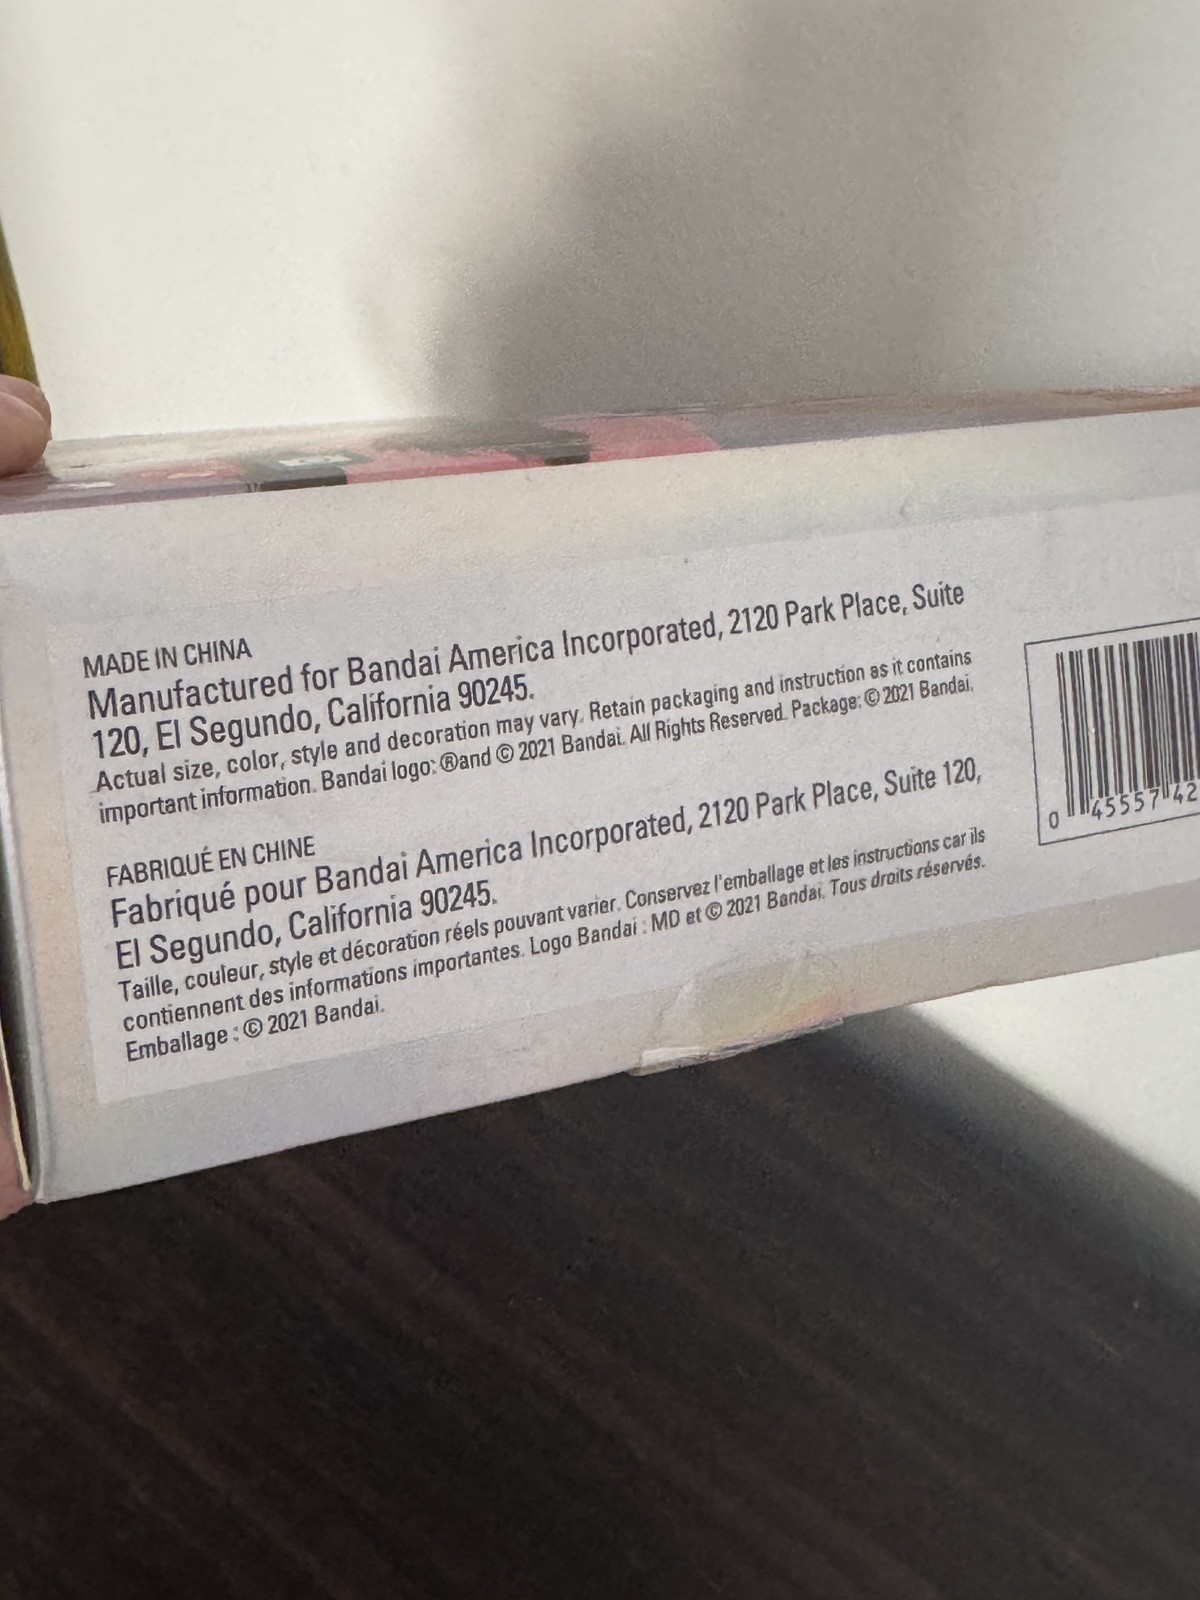 MADE IN CHINA
Manufactured for Bandai America Incorporated, 2120 Park Place, Suite
120, El Segundo, California 90245.
Actual size, color, style and decoration may vary. Retain packaging and instruction as it contains
important information. Bandai logo: ®and © 2021 Bandai. All Rights Reserved. Package: © 2021 Bandai.
FABRIQUÉ EN CHINE
Fabriqué pour Bandai America Incorporated, 2120 Park Place, Suite 120,
El Segundo, California 90245.
Taille, couleur, style et décoration réels pouvant varier. Conservez l'emballage et les instructions car ils
contiennent des informations importantes. Logo Bandai : MD et © 2021 Bandai. Tous droits réservés.
Emballage : © 2021 Bandai.
0 45557 42